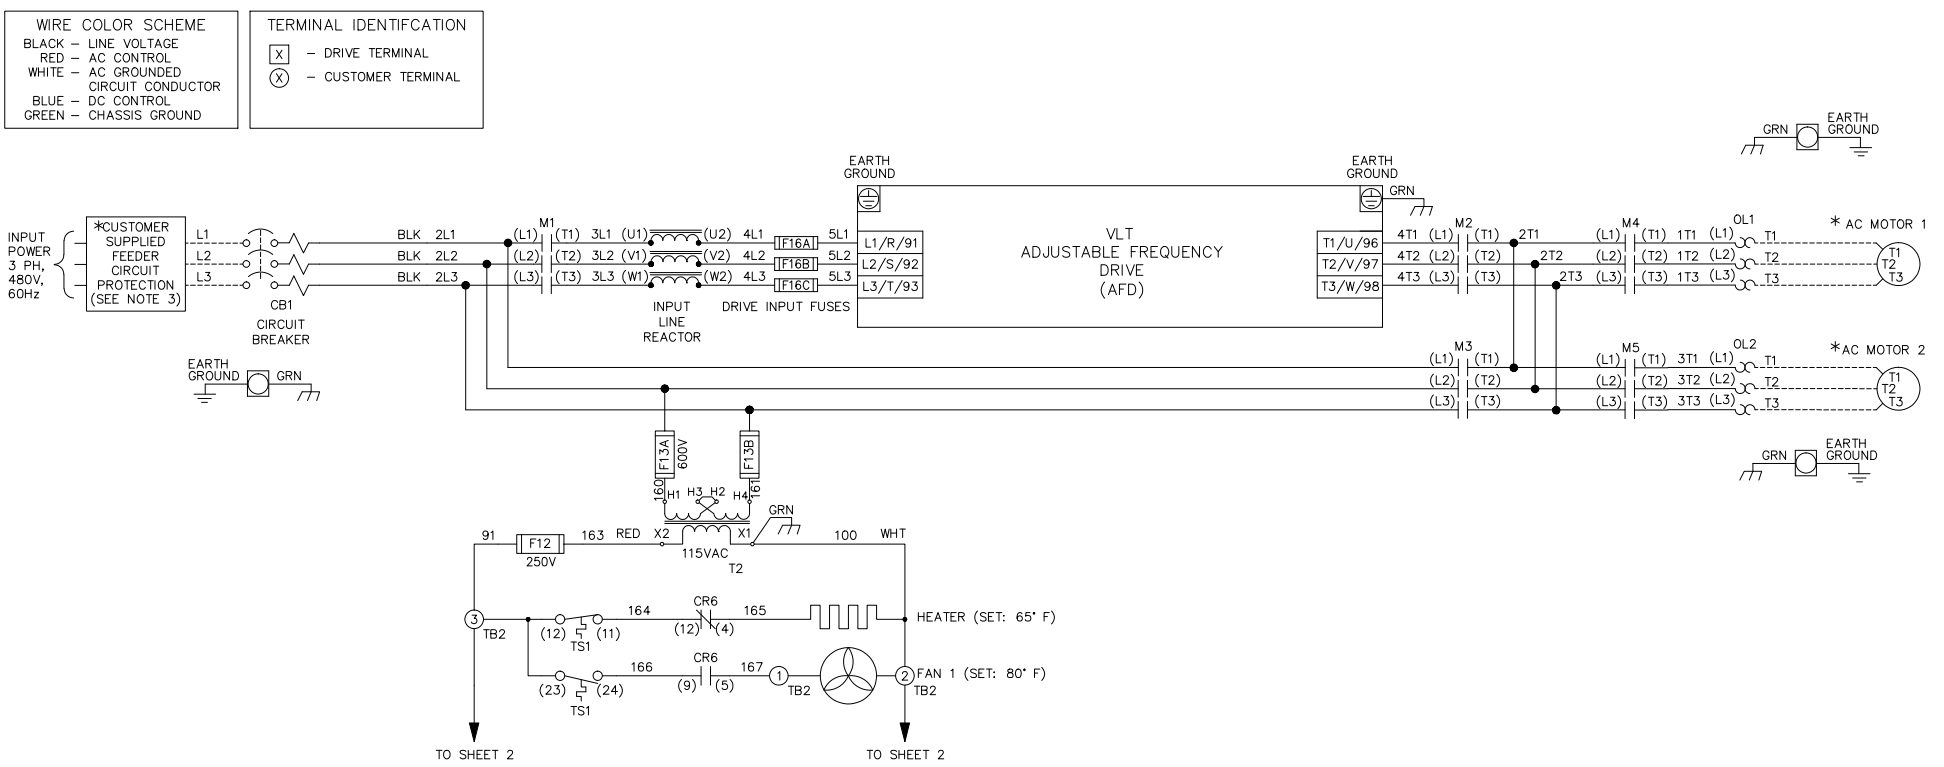 WIRE COLOR SCHEME
BLACK – LINE VOLTAGE
RED – AC CONTROL
WHITE – AC GROUNDED
CIRCUIT CONDUCTOR
BLUE – DC CONTROL
GREEN – CHASSIS GROUND
TERMINAL IDENTIFCATION
X – DRIVE TERMINAL
X – CUSTOMER TERMINAL
EARTH
GROUND
GRN
INPUT
POWER
3 PH,
480V,
60Hz
*CUSTOMER
SUPPLIED
FEEDER
CIRCUIT
PROTECTION
(SEE NOTE 3)
L1
L2
L3
CB1
CIRCUIT
BREAKER
EARTH
GROUND
GRN
BLK 2L1
BLK 2L2
BLK 2L3
M1
(L1) (T1) 3L1 (U1) (U2) 4L1 F16A 5L1
(L2) (T2) 3L2 (V1) (V2) 4L2 F16B 5L2
(L3) (T3) 3L3 (W1) (W2) 4L3 F16C 5L3
INPUT
LINE
REACTOR
DRIVE INPUT FUSES
EARTH
GROUND
L1/R/91
L2/S/92
L3/T/93
VLT
ADJUSTABLE FREQUENCY
DRIVE
(AFD)
EARTH
GROUND
GRN
T1/U/96
T2/V/97
T3/W/98
M2
4T1 (L1) (T1) 2T1
4T2 (L2) (T2) 2T2
4T3 (L3) (T3) 2T3
M4
(L1) (T1) 1T1 (L1)
(L2) (T2) 1T2 (L2)
(L3) (T3) 1T3 (L3)
OL1
T1
T2
T3
* AC MOTOR 1
T1
T2
T3
M3
(L1) (T1)
(L2) (T2)
(L3) (T3)
M5
(L1) (T1) 3T1 (L1)
(L2) (T2) 3T2 (L2)
(L3) (T3) 3T3 (L3)
OL2
T1
T2
T3
*AC MOTOR 2
T1
T2
T3
EARTH
GROUND
GRN
F13A
600V
F13B
160
161
H1 H3 H2 H4
GRN
91
F12
250V
163 RED X2
X1 100 WHT
115VAC
T2
3
TB2
(12) (11)
TS1
164
CR6
(12) (4)
165
HEATER (SET: 65° F)
(23) (24)
TS1
166
CR6
(9) (5)
167
1
TB2
2
TB2
FAN 1 (SET: 80° F)
TO SHEET 2
TO SHEET 2